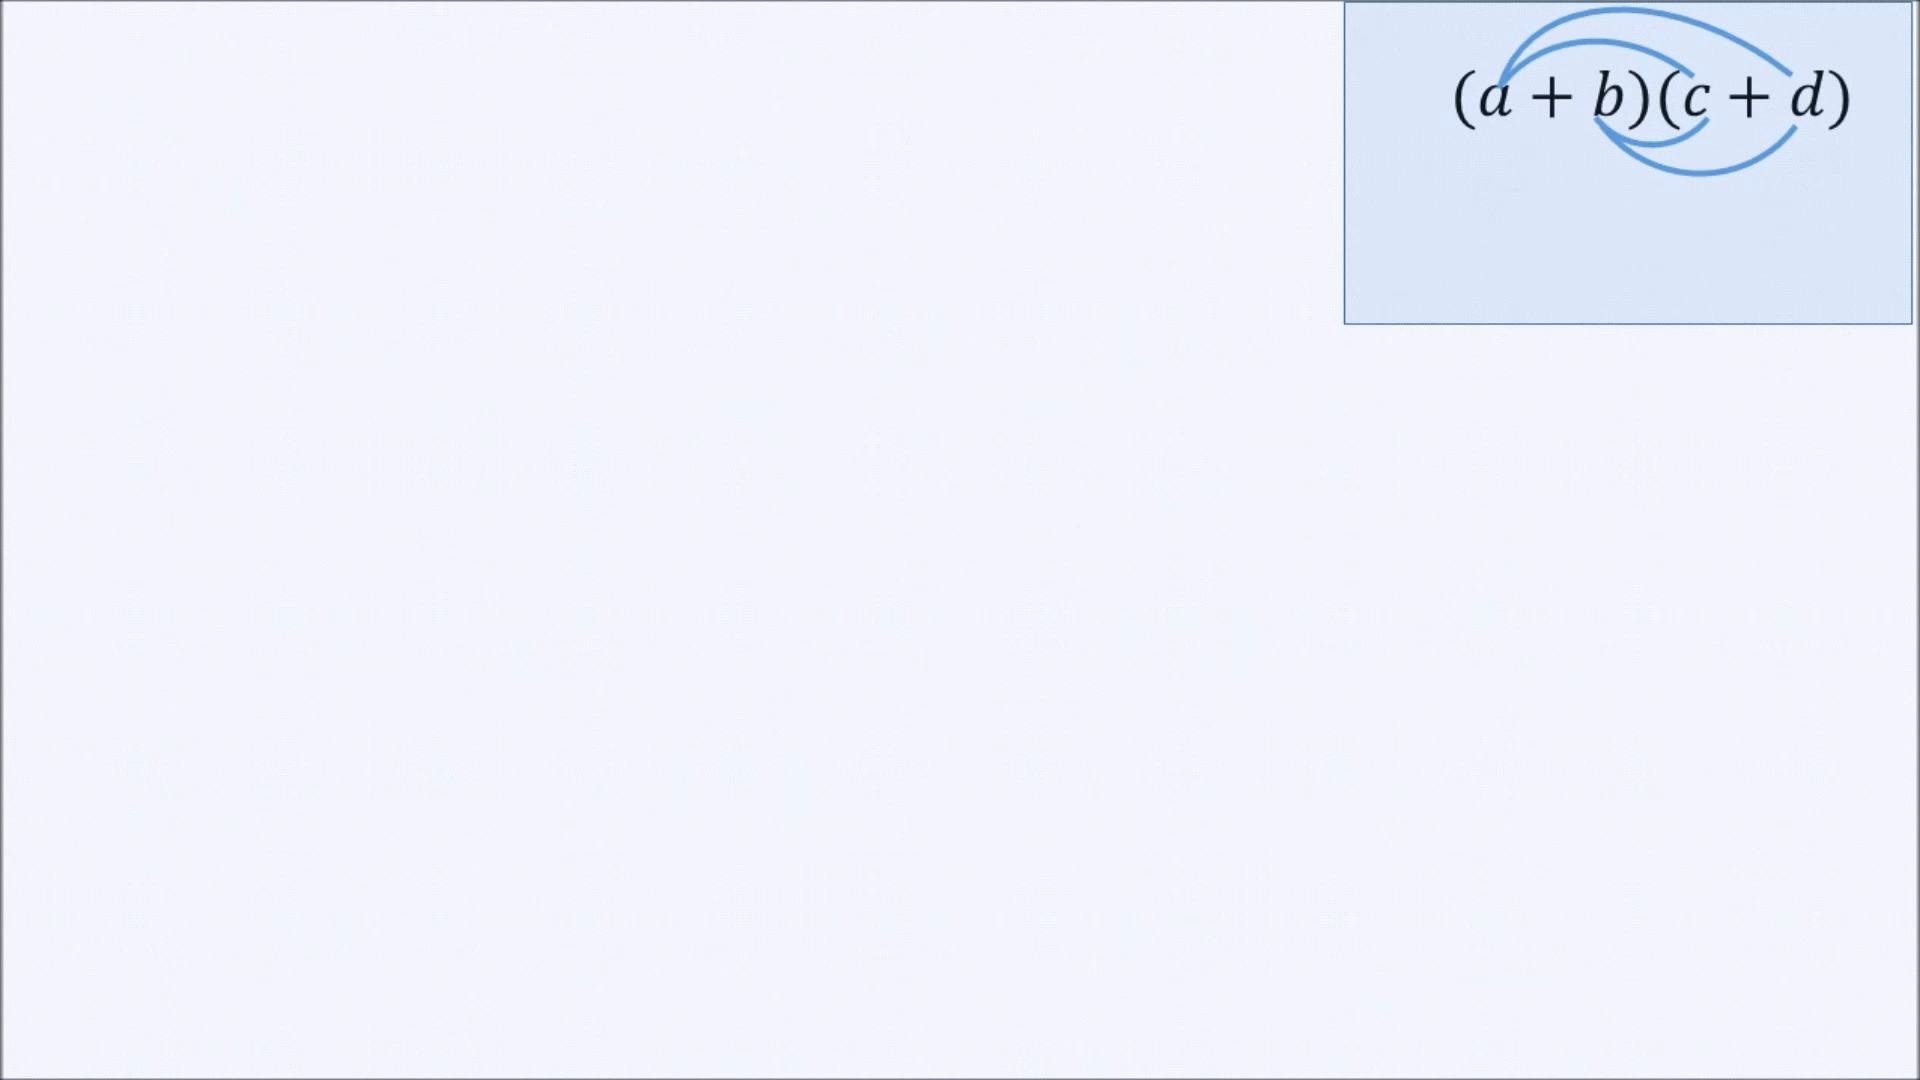 (a + b)(c + d)